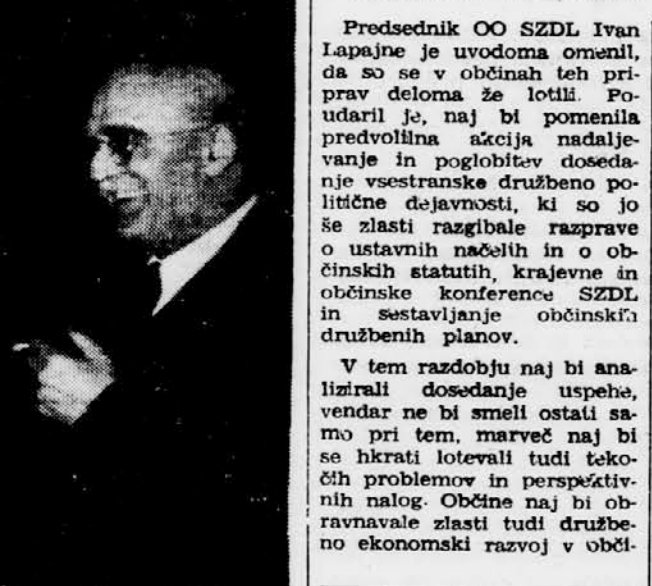 Predsednik OO SZDL Ivan
Lapajne je uvodoma omenil,
da so se v občinah teh pri-
prav deloma že lotili. Po-
udaril je, naj bi pomenila
predvolilna akcija nadalje-
vanje in poglobitev doseda-
nje vsestranske družbeno po-
litične dejavnosti, ki so jo
še zlasti razgibale razprave
o ustavnih načelih in o ob-
činskih statutih, krajevne in
občinske konference SZDL
in sestavljanje občinskih
družbenih planov.
V tem razdobju naj bi ana-
lizirali dosedanje uspehe,
vendar ne bi smeli ostati sa-
mo pri tem, marveč naj bi
se hkrati lotevali tudi teko-
čih problemov in perspektiv-
nih nalog. Občine naj bi ob-
ravnavale zlasti tudi družbe-
no ekonomski razvoj v obči-